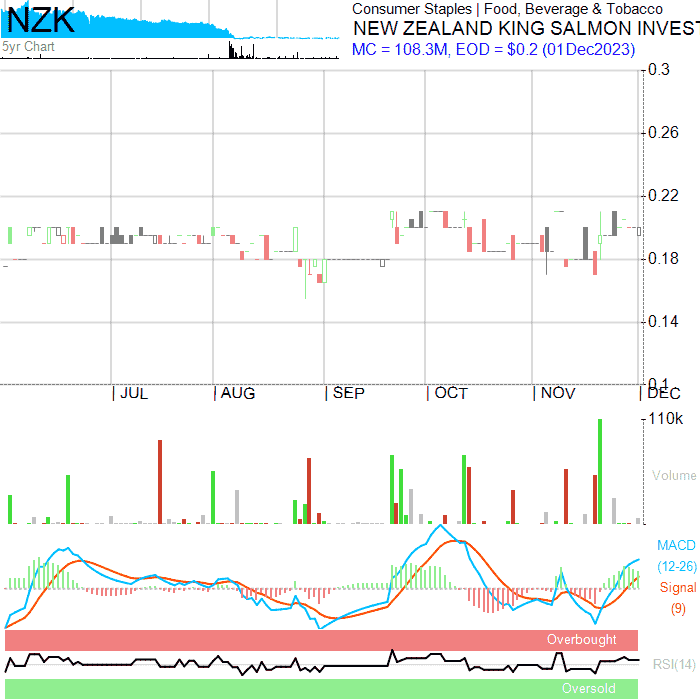 NZK
5yr Chart
Consumer Staples | Food, Beverage & Tobacco
NEW ZEALAND KING SALMON INVEST
MC = 108.3M, EOD = $0.2 (01Dec2023)
0.3
0.26
0.22
0.18
0.14
0.1
| JUL | AUG | SEP | OCT | NOV | DEC
110k
Volume
MACD
(12-26)
Signal
(9)
Overbought
RSI(14)
Oversold